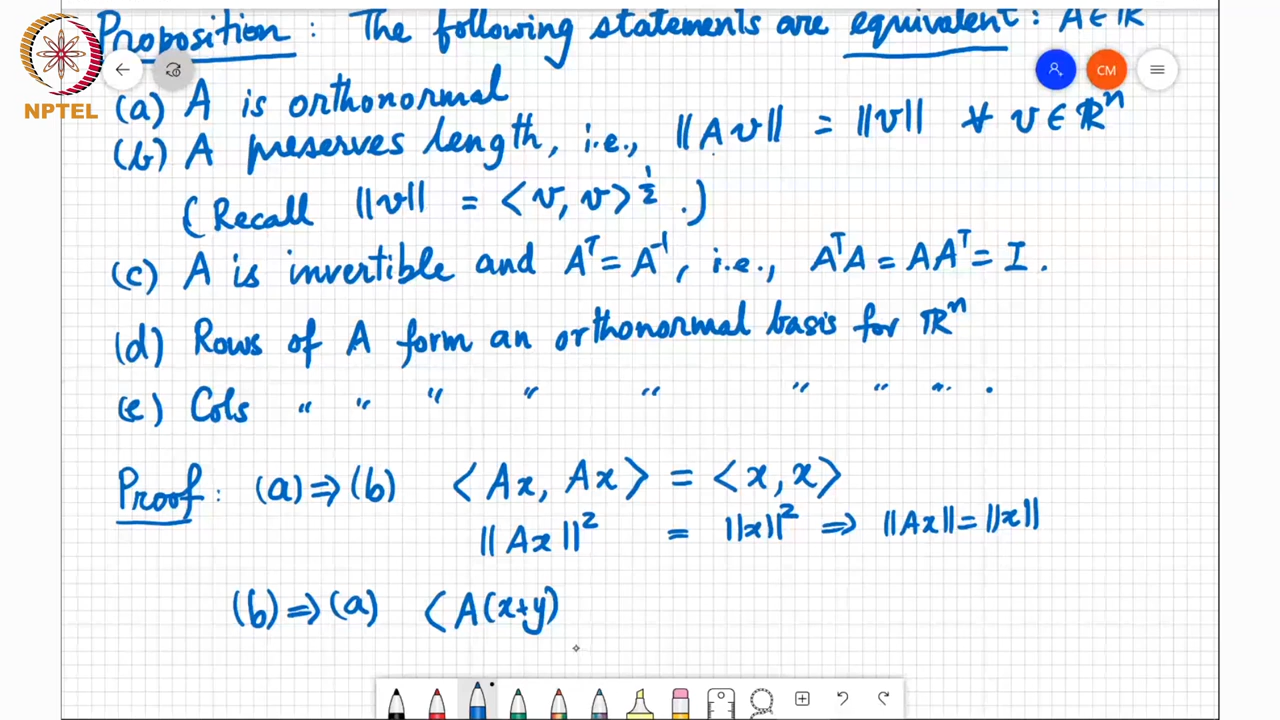 Proposition : The following statements are equivalent : A ∈ ℝ
NPTEL
CM
(a) A is orthonormal
(b) A preserves length, i.e., ||Av|| = ||v|| ∀ v ∈ ℝⁿ
(Recall ||v|| = <v, v>^½ .)
(c) A is invertible and Aᵀ = A⁻¹, i.e., AᵀA = AAᵀ = I.
(d) Rows of A form an orthonormal basis for ℝⁿ
(e) Cols " " " " " " " " .
Proof : (a) ⇒ (b) <Ax, Ax> = <x, x>
||Ax||² = ||x||² ⇒ ||Ax|| = ||x||
(b) ⇒ (a) <A(x+y)